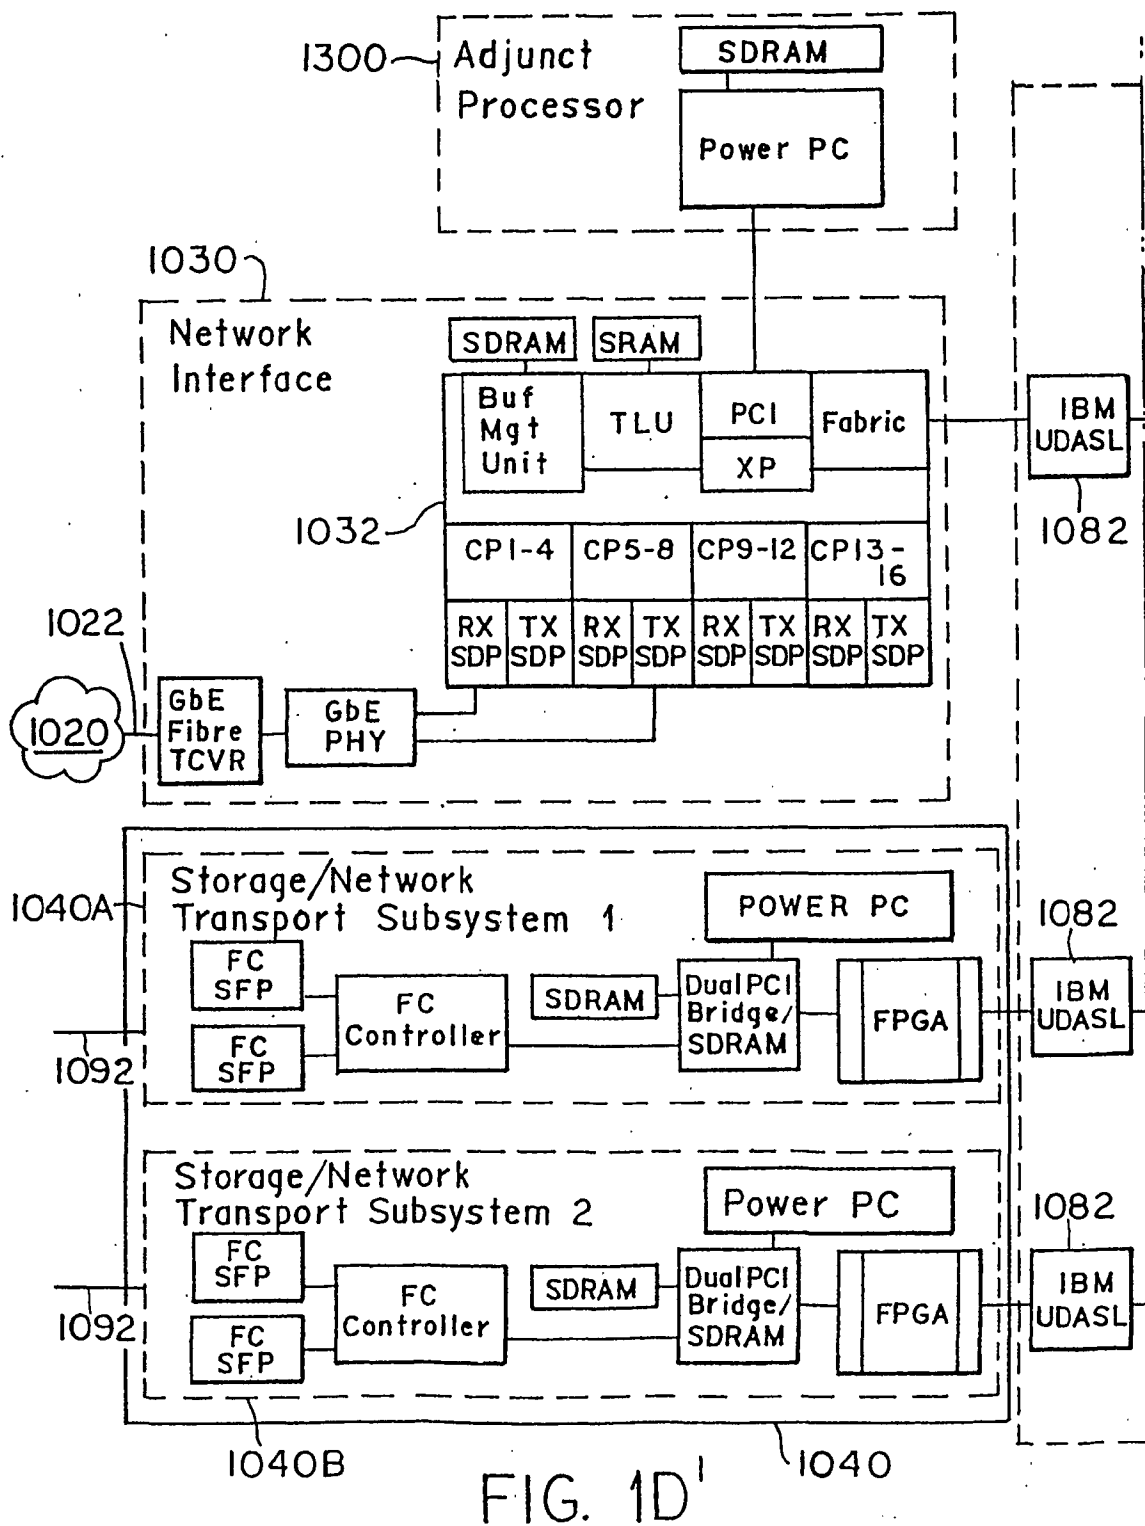 1300
Adjunct
Processor
SDRAM
Power PC
1030
Network
Interface
SDRAM
SRAM
Buf
Mgt
Unit
TLU
PCI
XP
Fabric
IBM
UDASL
1082
1032
CP1-4
CP5-8
CP9-12
CP13-
16
RX
SDP
TX
SDP
RX
SDP
TX
SDP
RX
SDP
TX
SDP
RX
SDP
TX
SDP
1022
1020
GbE
Fibre
TCVR
GbE
PHY
1040A
Storage/Network
Transport Subsystem 1
POWER PC
1082
FC
SFP
FC
SFP
FC
Controller
SDRAM
Dual PCI
Bridge/
SDRAM
FPGA
IBM
UDASL
1092
Storage/Network
Transport Subsystem 2
Power PC
1082
FC
SFP
FC
SFP
FC
Controller
SDRAM
Dual PCI
Bridge/
SDRAM
FPGA
IBM
UDASL
1092
1040B
1040
FIG. 1D'